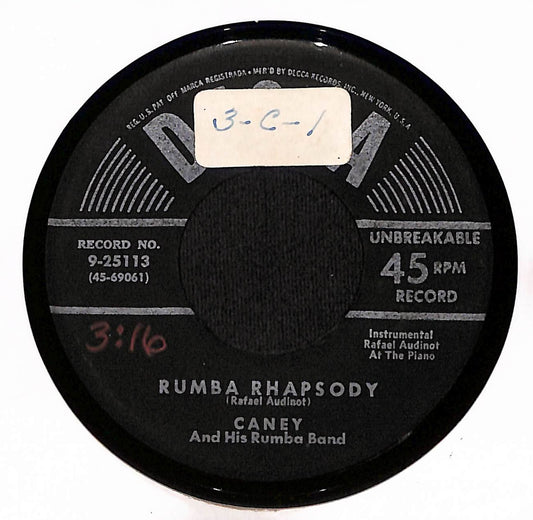 REG. U.S. PAT. OFF. MARCA REGISTRADA • MFR'D BY DECCA RECORDS, INC., NEW YORK, U.S.A.
3-C-1
RECORD NO.
9-25113
(45-69061)
UNBREAKABLE
45 RPM
RECORD
3:16
Instrumental
Rafael Audinot
At The Piano
RUMBA RHAPSODY
(Rafael Audinot)
CANEY
And His Rumba Band